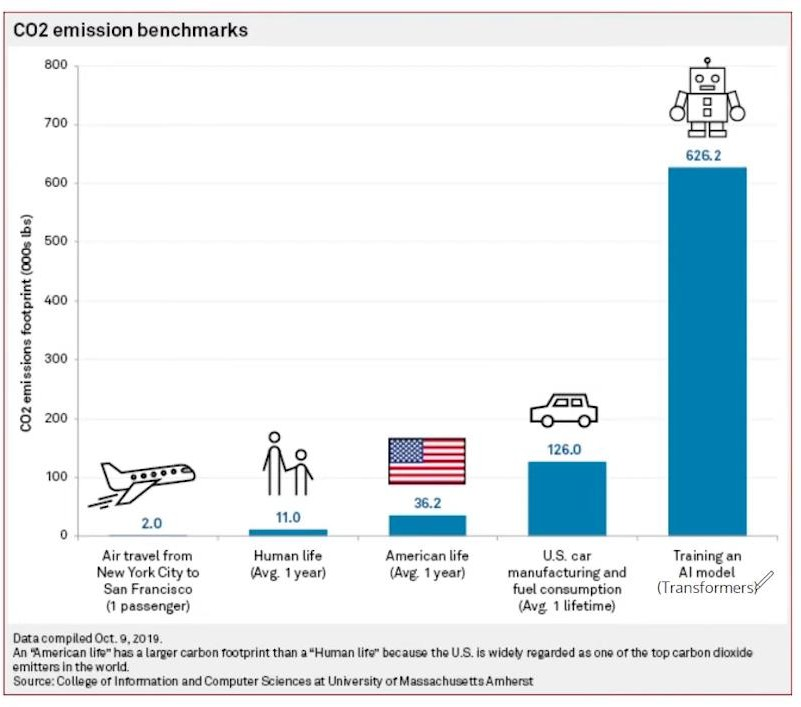 CO2 emission benchmarks
CO2 emissions footprint (000s lbs)
800
700
600
500
400
300
200
100
0
2.0
11.0
36.2
126.0
626.2
Air travel from
New York City to
San Francisco
(1 passenger)
Human life
(Avg. 1 year)
American life
(Avg. 1 year)
U.S. car
manufacturing and
fuel consumption
(Avg. 1 lifetime)
Training an
AI model
(Transformers)
Data compiled Oct. 9, 2019.
An "American life" has a larger carbon footprint than a "Human life" because the U.S. is widely regarded as one of the top carbon dioxide
emitters in the world.
Source: College of Information and Computer Sciences at University of Massachusetts Amherst